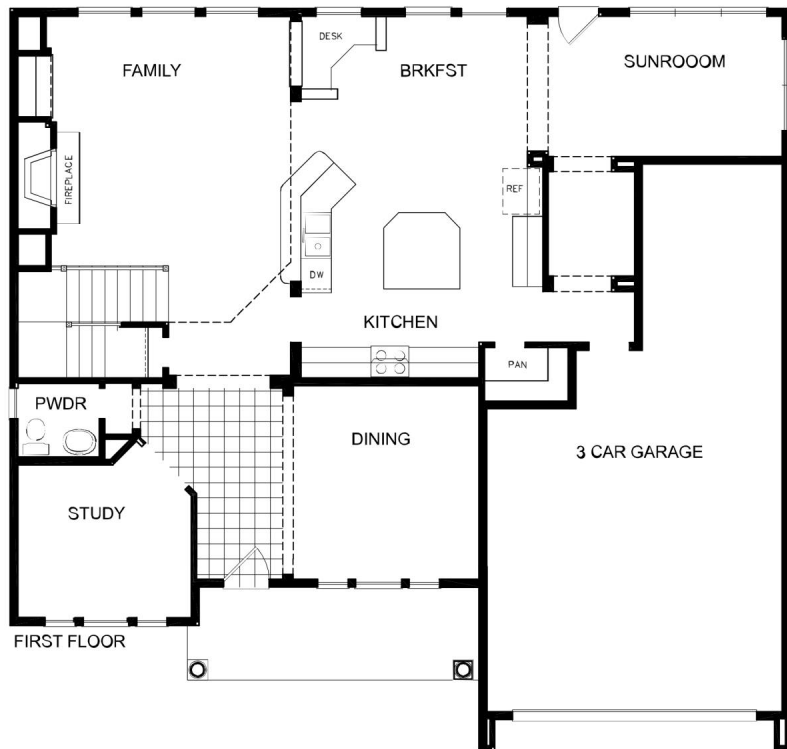 DESK
FAMILY
BRKFST
SUNROOOM
FIREPLACE
REF
DW
KITCHEN
PAN
PWDR
DINING
3 CAR GARAGE
STUDY
FIRST FLOOR